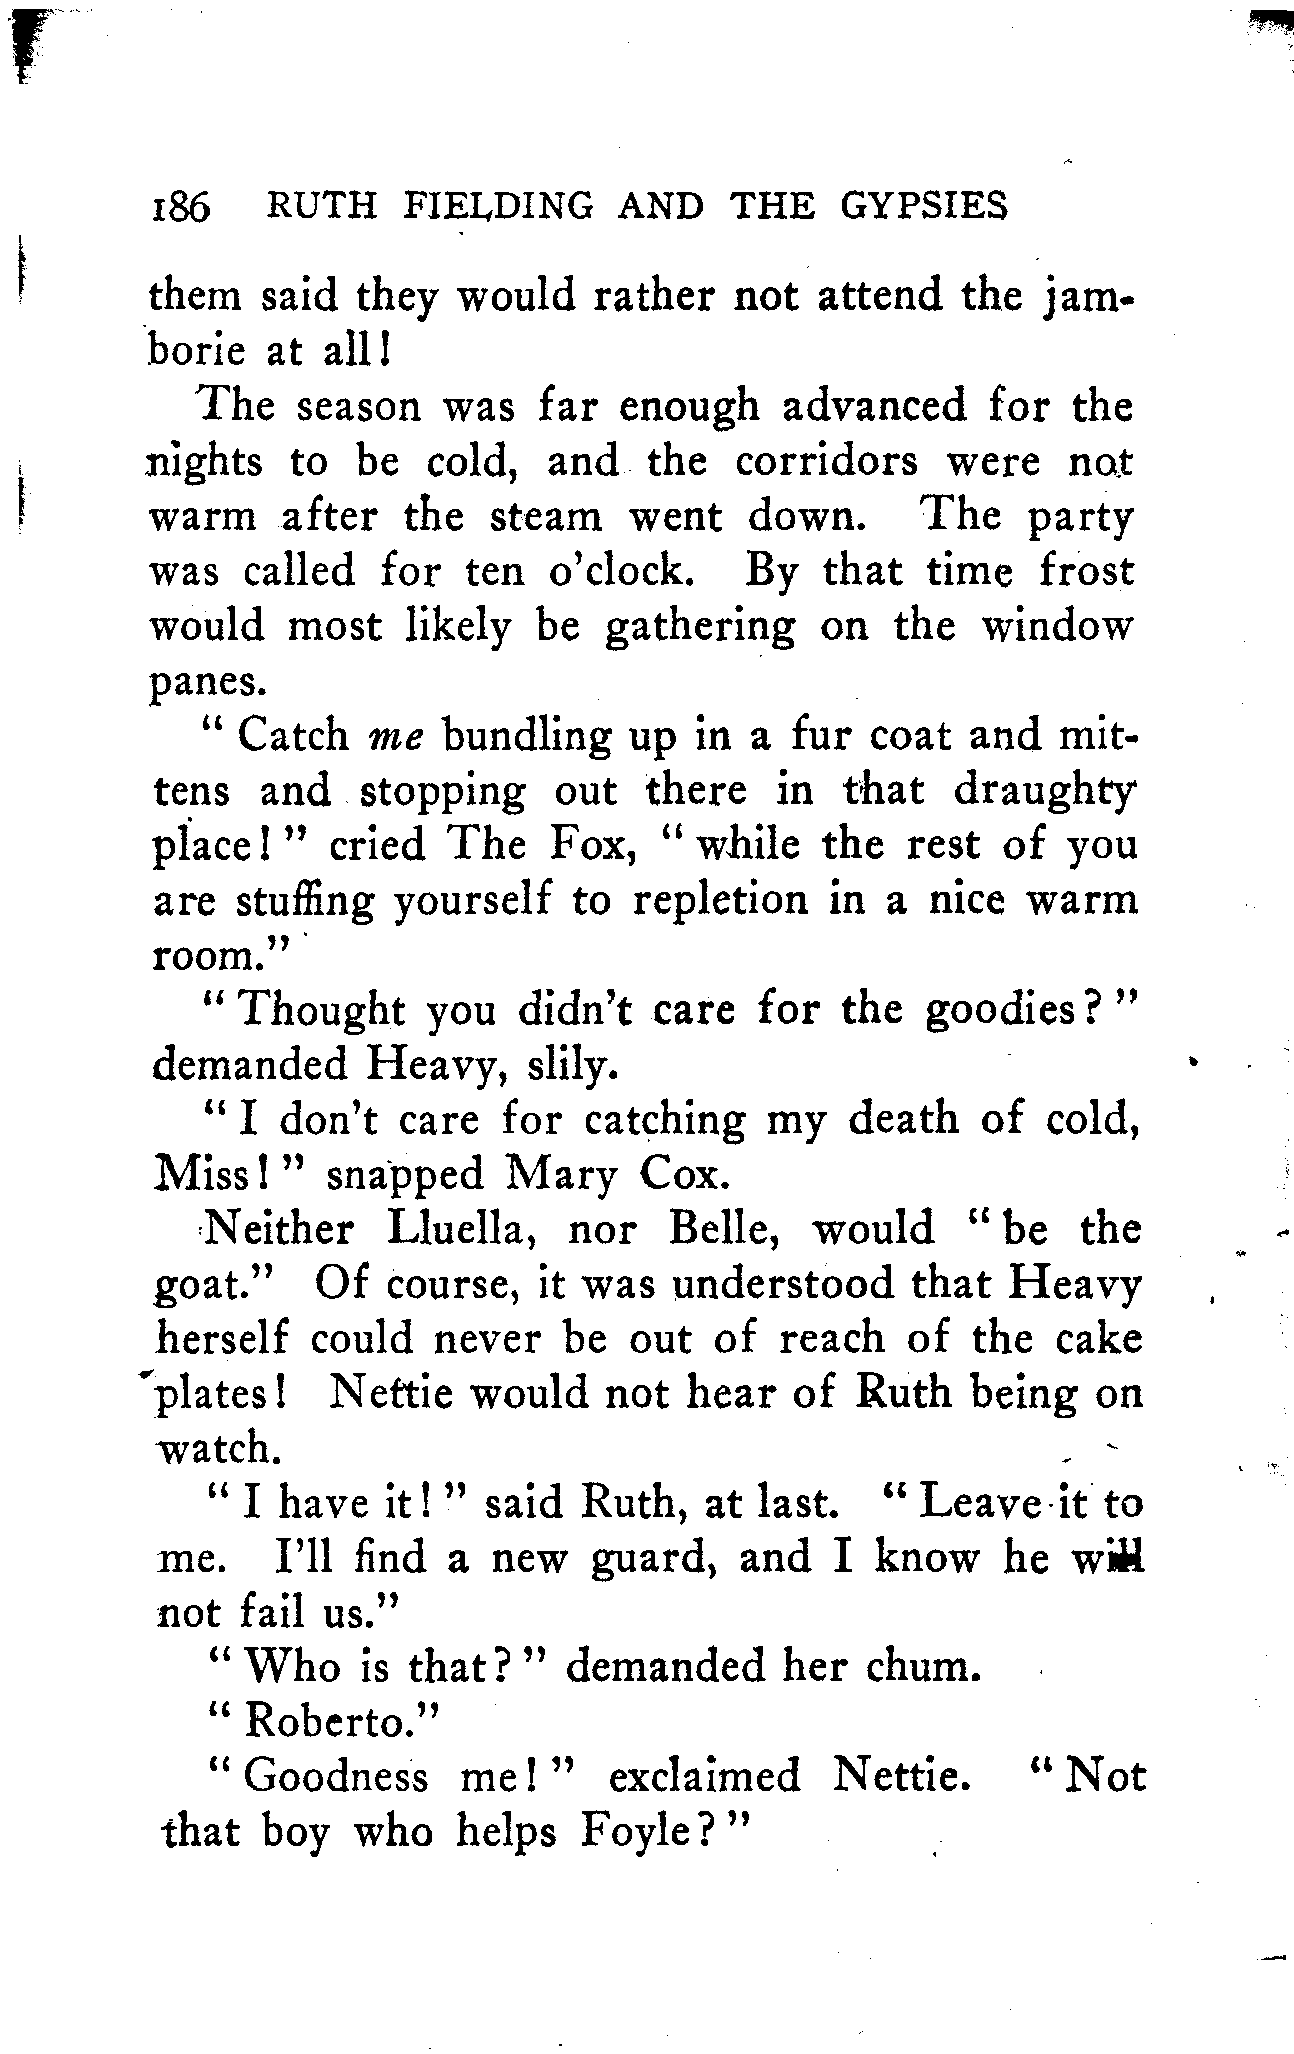 186 RUTH FIELDING AND THE GYPSIES
them said they would rather not attend the jam-
borie at all!
The season was far enough advanced for the
nights to be cold, and the corridors were not
warm after the steam went down. The party
was called for ten o'clock. By that time frost
would most likely be gathering on the window
panes.
" Catch me bundling up in a fur coat and mit-
tens and stopping out there in that draughty
place! " cried The Fox, " while the rest of you
are stuffing yourself to repletion in a nice warm
room."
" Thought you didn't care for the goodies? "
demanded Heavy, slily.
" I don't care for catching my death of cold,
Miss! " snapped Mary Cox.
Neither Lluella, nor Belle, would " be the
goat." Of course, it was understood that Heavy
herself could never be out of reach of the cake
plates! Nettie would not hear of Ruth being on
watch.
" I have it! " said Ruth, at last. " Leave it to
me. I'll find a new guard, and I know he will
not fail us."
" Who is that? " demanded her chum.
" Roberto."
" Goodness me! " exclaimed Nettie. " Not
that boy who helps Foyle? "